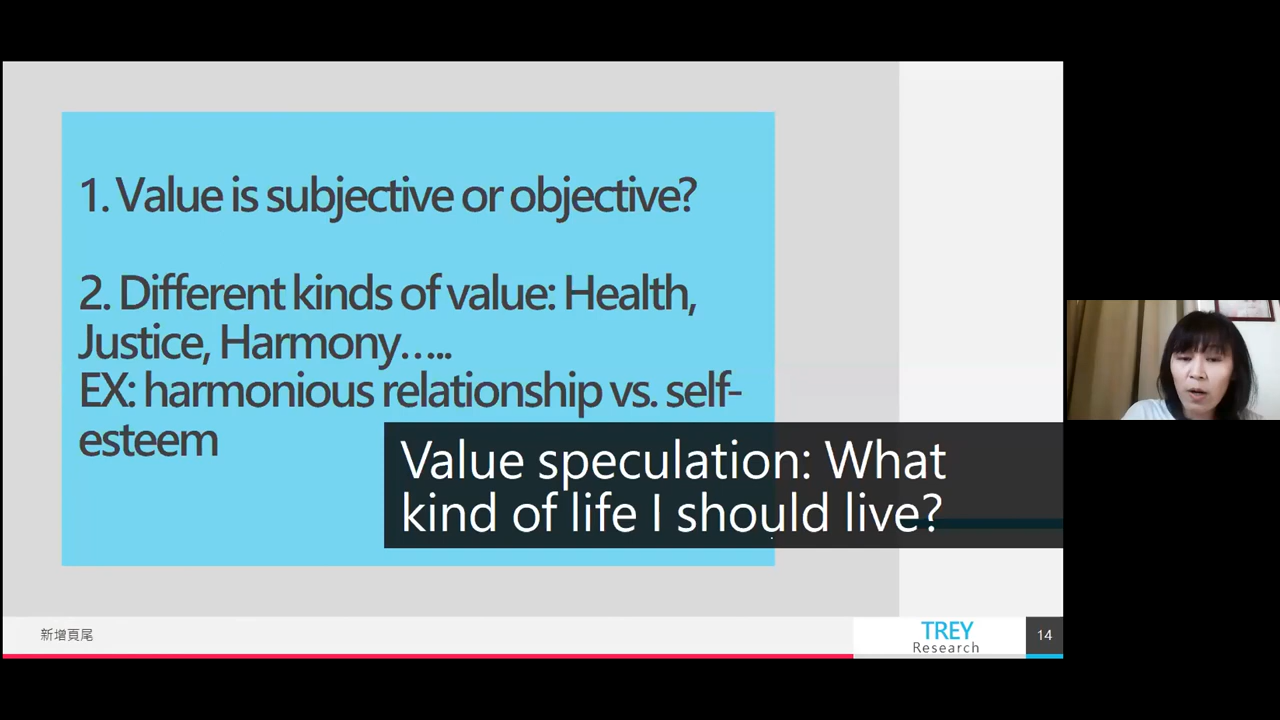 1. Value is subjective or objective?
2. Different kinds of value: Health,
Justice, Harmony…..
EX: harmonious relationship vs. self-
esteem
Value speculation: What
kind of life I should live?
新增頁尾
TREY
Research
14